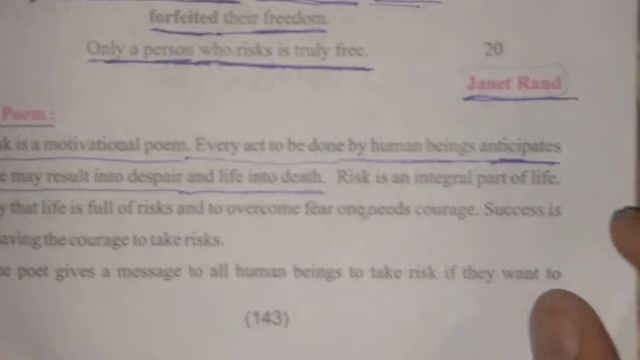 forfeited their freedom.
Only a person who risks is truly free. 20
Janet Rand
Poem :
k is a motivational poem. Every act to be done by human beings anticipates
e may result into despair and life into death. Risk is an integral part of life.
y that life is full of risks and to overcome fear one needs courage. Success is
aving the courage to take risks.
he poet gives a message to all human beings to take risk if they want to
(143)